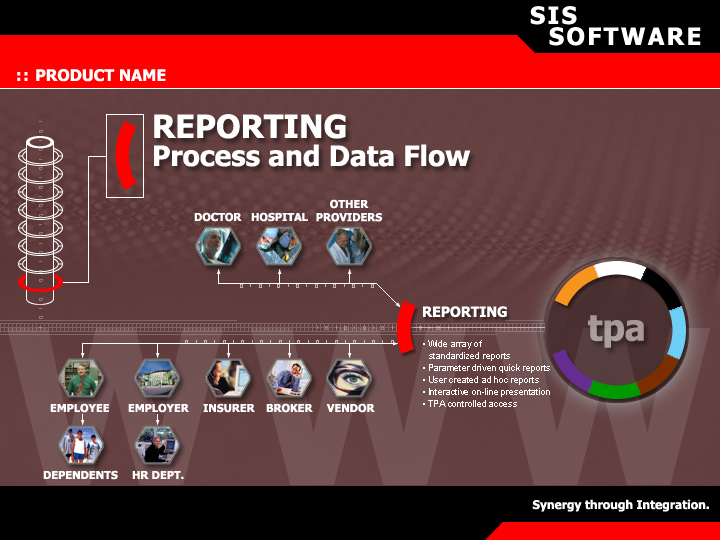 SIS
SOFTWARE
:: PRODUCT NAME
REPORTING
Process and Data Flow
DOCTOR
HOSPITAL
OTHER
PROVIDERS
REPORTING
• Wide array of
standardized reports
• Parameter driven quick reports
• User created ad hoc reports
• Interactive on-line presentation
• TPA controlled access
tpa
EMPLOYEE
EMPLOYER
INSURER
BROKER
VENDOR
DEPENDENTS
HR DEPT.
WWW
Synergy through Integration.